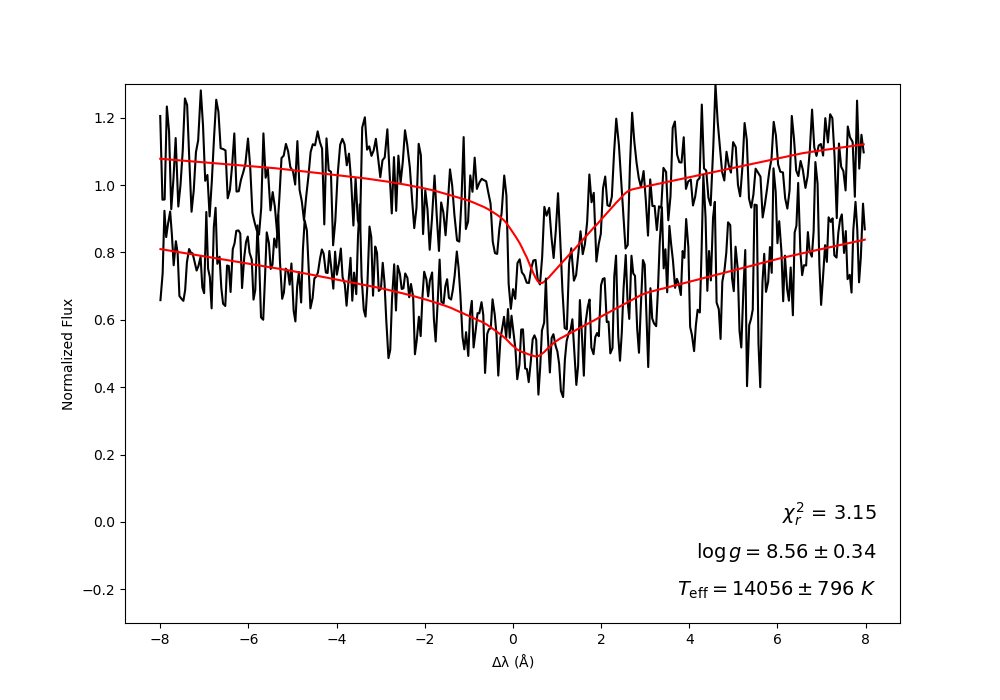 Normalized Flux
1.2
1.0
0.8
0.6
0.4
0.2
0.0
−0.2
χ²ᵣ = 3.15
log g = 8.56 ± 0.34
T_eff = 14056 ± 796 K
−8 −6 −4 −2 0 2 4 6 8
Δλ (Å)